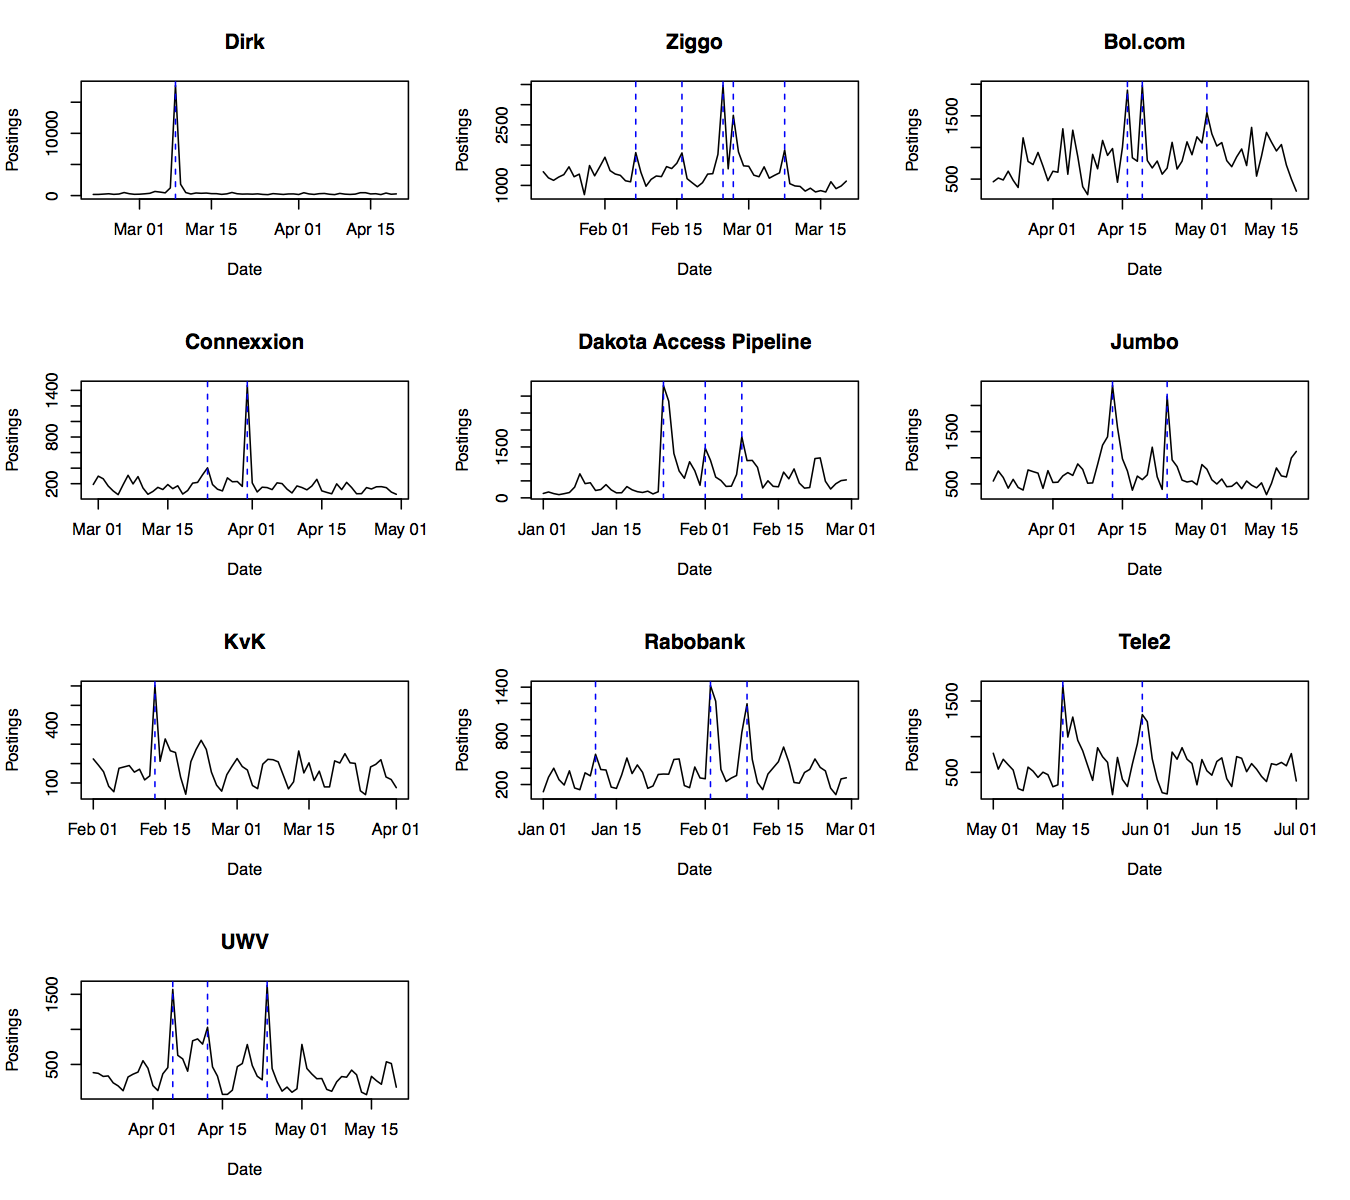 Dirk
Postings
0 10000
Mar 01 Mar 15 Apr 01 Apr 15
Date
Ziggo
Postings
1000 2500
Feb 01 Feb 15 Mar 01 Mar 15
Date
Bol.com
Postings
500 1500
Apr 01 Apr 15 May 01 May 15
Date
Connexxion
Postings
200 800 1400
Mar 01 Mar 15 Apr 01 Apr 15 May 01
Date
Dakota Access Pipeline
Postings
0 1500
Jan 01 Jan 15 Feb 01 Feb 15 Mar 01
Date
Jumbo
Postings
500 1500
Apr 01 Apr 15 May 01 May 15
Date
KvK
Postings
100 400
Feb 01 Feb 15 Mar 01 Mar 15 Apr 01
Date
Rabobank
Postings
200 800 1400
Jan 01 Jan 15 Feb 01 Feb 15 Mar 01
Date
Tele2
Postings
500 1500
May 01 May 15 Jun 01 Jun 15 Jul 01
Date
UWV
Postings
500 1500
Apr 01 Apr 15 May 01 May 15
Date